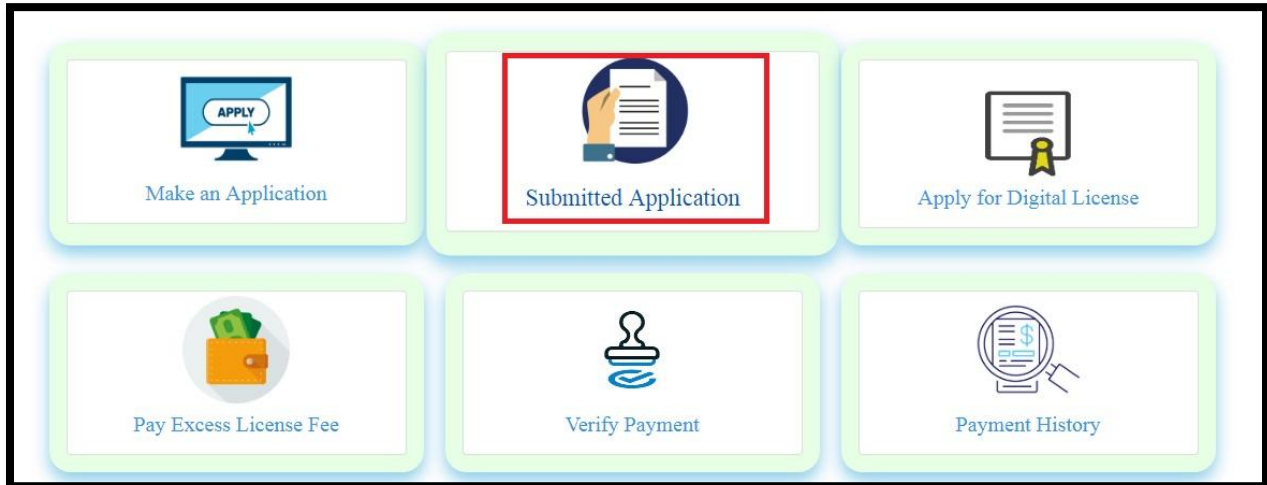 APPLY
Make an Application
Submitted Application
Apply for Digital License
$
Pay Excess License Fee
Verify Payment
Payment History